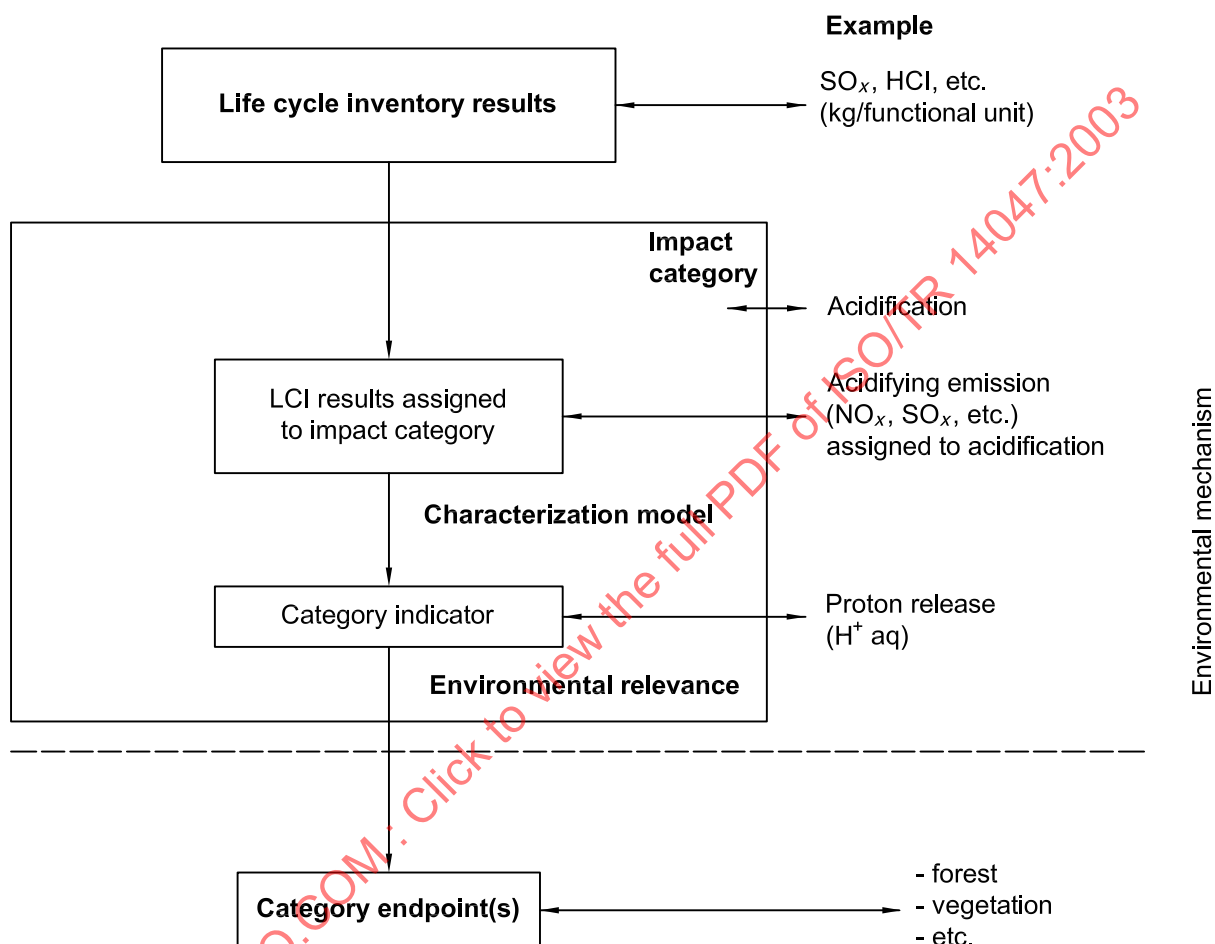 Example
Life cycle inventory results
SOₓ, HCl, etc.
(kg/functional unit)
Impact
category
Acidification
LCI results assigned
to impact category
Acidifying emission
(NOₓ, SOₓ, etc.)
assigned to acidification
Characterization model
Category indicator
Proton release
(H⁺ aq)
Environmental relevance
Environmental mechanism
Category endpoint(s)
- forest
- vegetation
- etc.
O.COM : Click to view the full PDF of ISO/TR 14047:2003